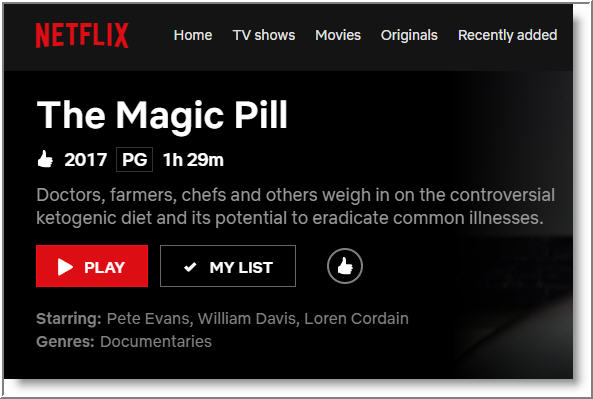 NETFLIX Home TV shows Movies Originals Recently added
The Magic Pill
2017 PG 1h 29m
Doctors, farmers, chefs and others weigh in on the controversial
ketogenic diet and its potential to eradicate common illnesses.
PLAY MY LIST
Starring: Pete Evans, William Davis, Loren Cordain
Genres: Documentaries